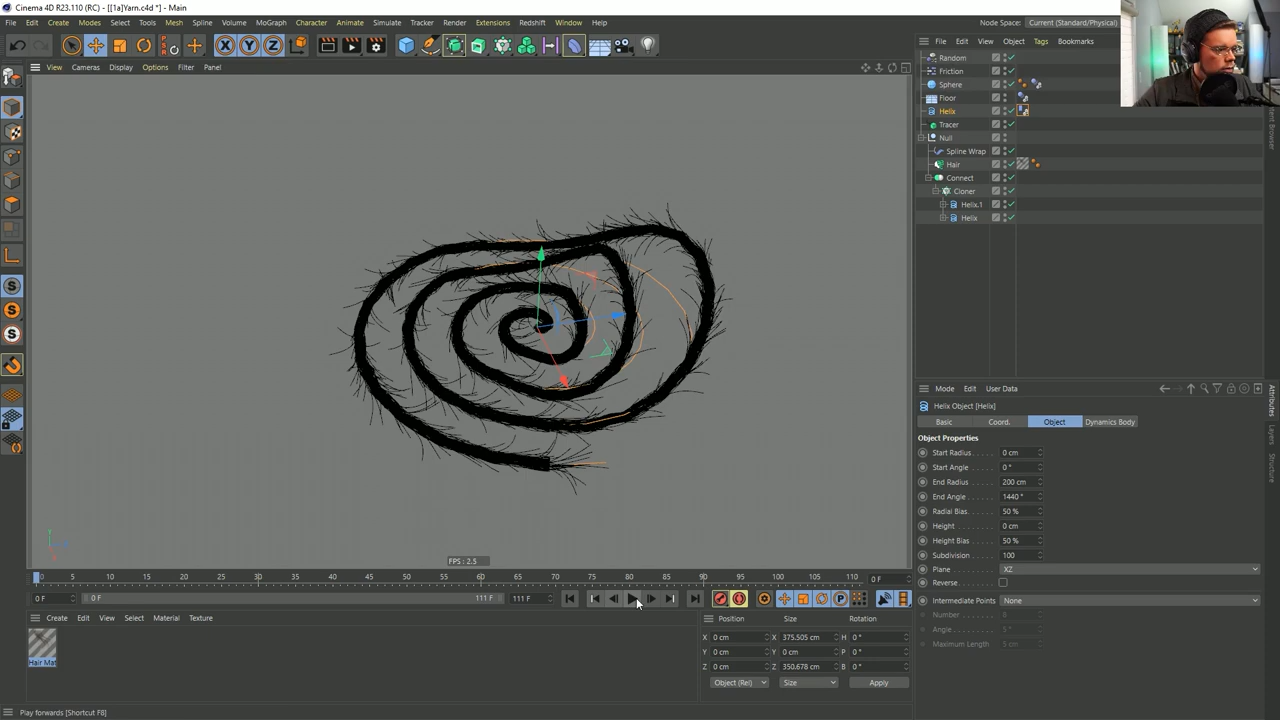 Cinema 4D R23.110 (RC) - [[1a]Yarn.c4d *] - Main
File Edit Create Modes Select Tools Mesh Spline Volume MoGraph Character Animate Simulate Tracker Render Extensions Redshift Window Help
Node Space: Current (Standard/Physical)
View Cameras Display Options Filter Panel
File Edit View Object Tags Bookmarks
Random
Friction
Sphere
Floor
Helix
Tracer
Null
Spline Wrap
Hair
Connect
Cloner
Helix.1
Helix
Mode Edit User Data
Helix Object [Helix]
Basic Coord. Object Dynamics Body
Object Properties
Start Radius 0 cm
Start Angle 0 °
End Radius 200 cm
End Angle 1440 °
Radial Bias 50 %
Height 0 cm
Height Bias 50 %
Subdivision 100
Plane XZ
Reverse
Intermediate Points None
Number 8
Angle 5 °
Maximum Length 5 cm
Attributes
Layers
Structure
FPS : 2.5
0 5 10 15 20 25 30 35 40 45 50 55 60 65 70 75 80 85 90 95 100 105 110 0 F
0 F 0 F 111 F 111 F
Create Edit View Select Material Texture
Hair Mat
Position Size Rotation
X 0 cm X 375.505 cm H 0 °
Y 0 cm Y 0 cm P 0 °
Z 0 cm Z 350.678 cm B 0 °
Object (Rel) Size Apply
Play forwards [Shortcut F8]